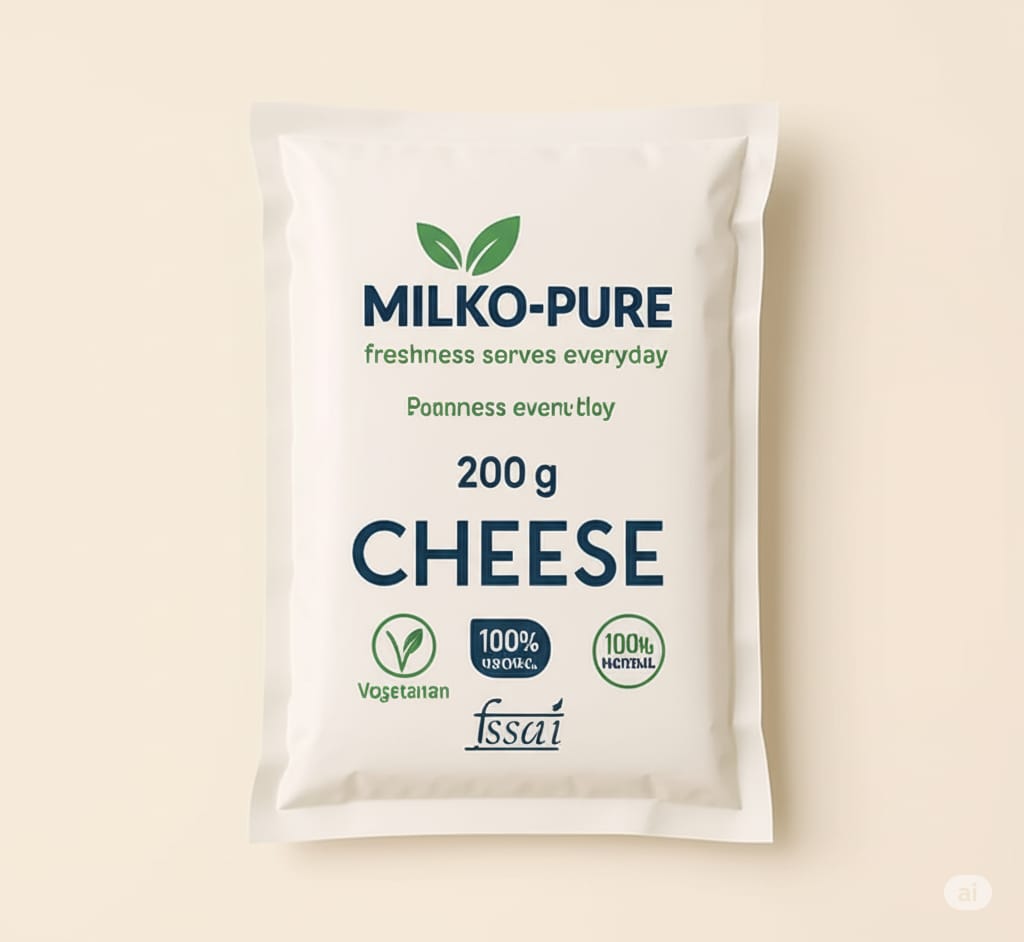 MILKO-PURE
freshness serves everyday
200 g
CHEESE
100%
100%
fssai
ai